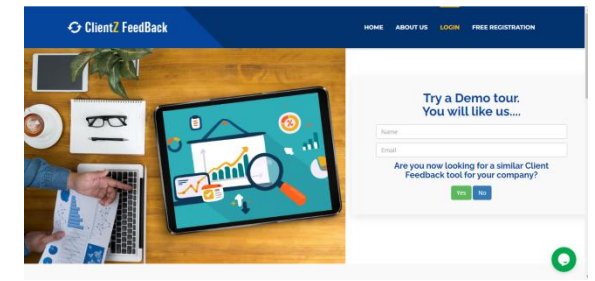 ClientZ FeedBack
HOME ABOUT US LOGIN FREE REGISTRATION
Try a Demo tour.
You will like us....
Name
Email
Are you now looking for a similar Client
Feedback tool for your company?
Yes No